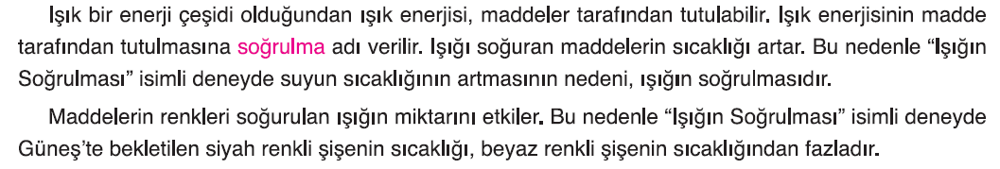 Işık bir enerji çeşidi olduğundan ışık enerjisi, maddeler tarafından tutulabilir. Işık enerjisinin madde
tarafından tutulmasına soğrulma adı verilir. Işığı soğuran maddelerin sıcaklığı artar. Bu nedenle “Işığın
Soğrulması” isimli deneyde suyun sıcaklığının artmasının nedeni, ışığın soğrulmasıdır.
Maddelerin renkleri soğurulan ışığın miktarını etkiler. Bu nedenle “Işığın Soğrulması” isimli deneyde
Güneş’te bekletilen siyah renkli şişenin sıcaklığı, beyaz renkli şişenin sıcaklığından fazladır.